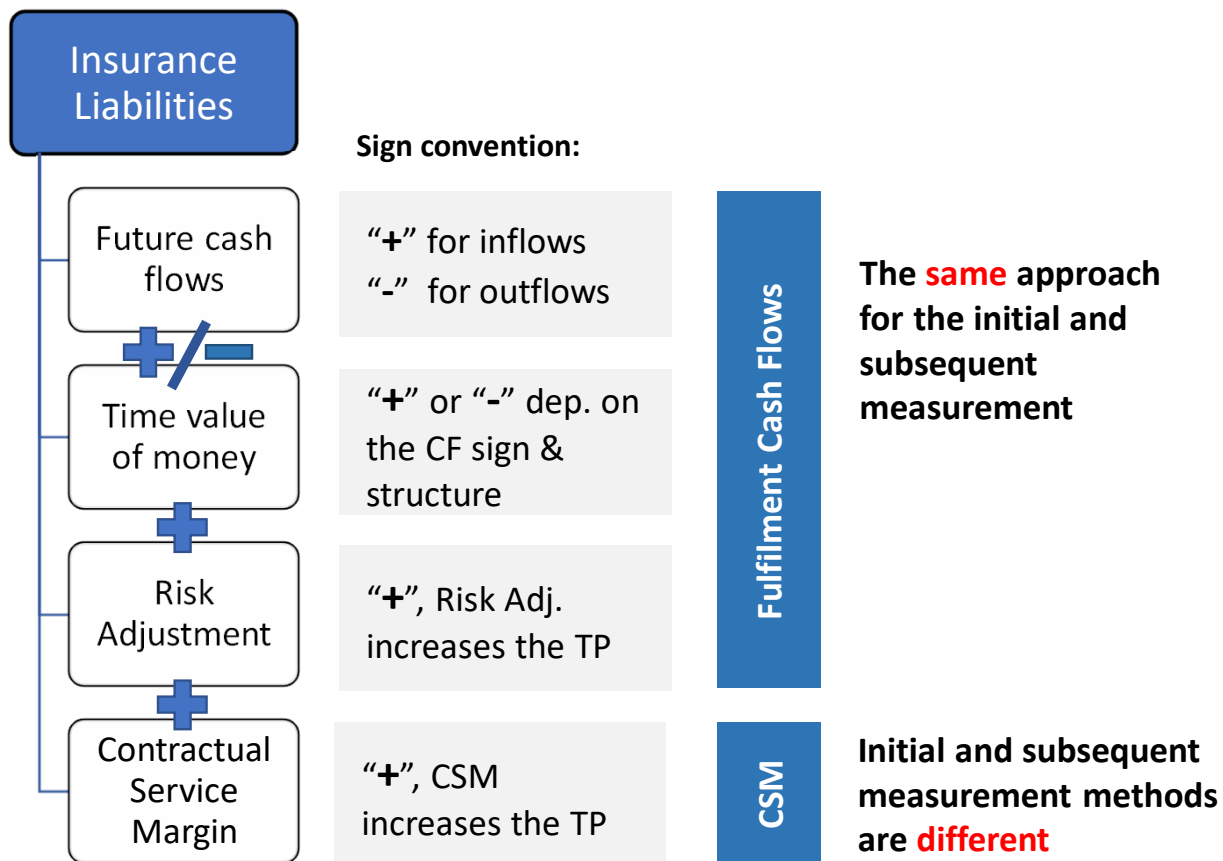 Insurance
Liabilities
Sign convention:
Future cash
flows
“+” for inflows
“-” for outflows
Time value
of money
“+” or “-” dep. on
the CF sign &
structure
Risk
Adjustment
“+”, Risk Adj.
increases the TP
Fulfilment Cash Flows
The same approach
for the initial and
subsequent
measurement
Contractual
Service
Margin
“+”, CSM
increases the TP
CSM
Initial and subsequent
measurement methods
are different